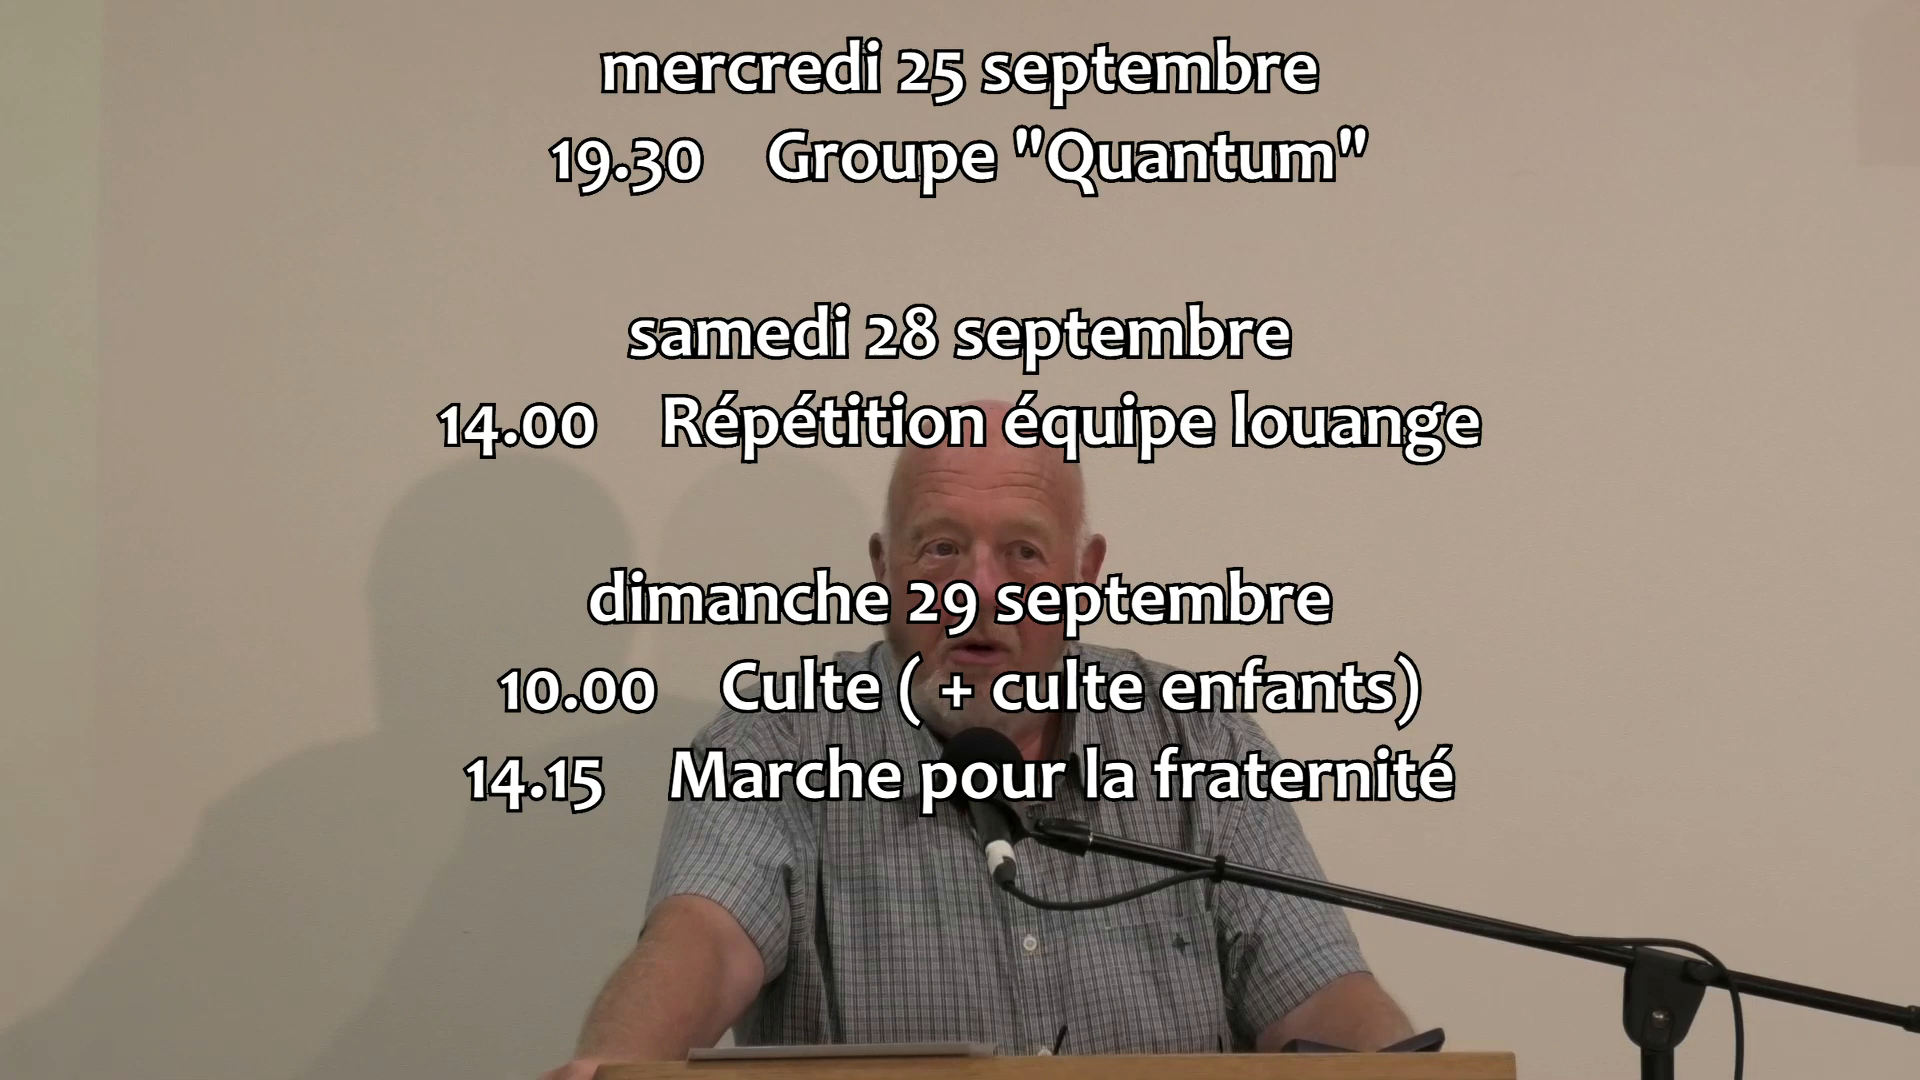 mercredi 25 septembre
19.30 Groupe "Quantum"
samedi 28 septembre
14.00 Répétition équipe louange
dimanche 29 septembre
10.00 Culte ( + culte enfants)
14.15 Marche pour la fraternité